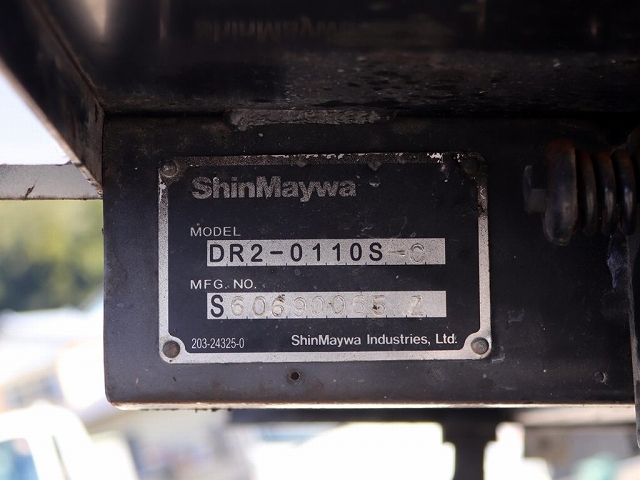 ShinMaywa
MODEL
DR2-0110S-C
MFG. NO.
203-24325-0 ShinMaywa Industries, Ltd.